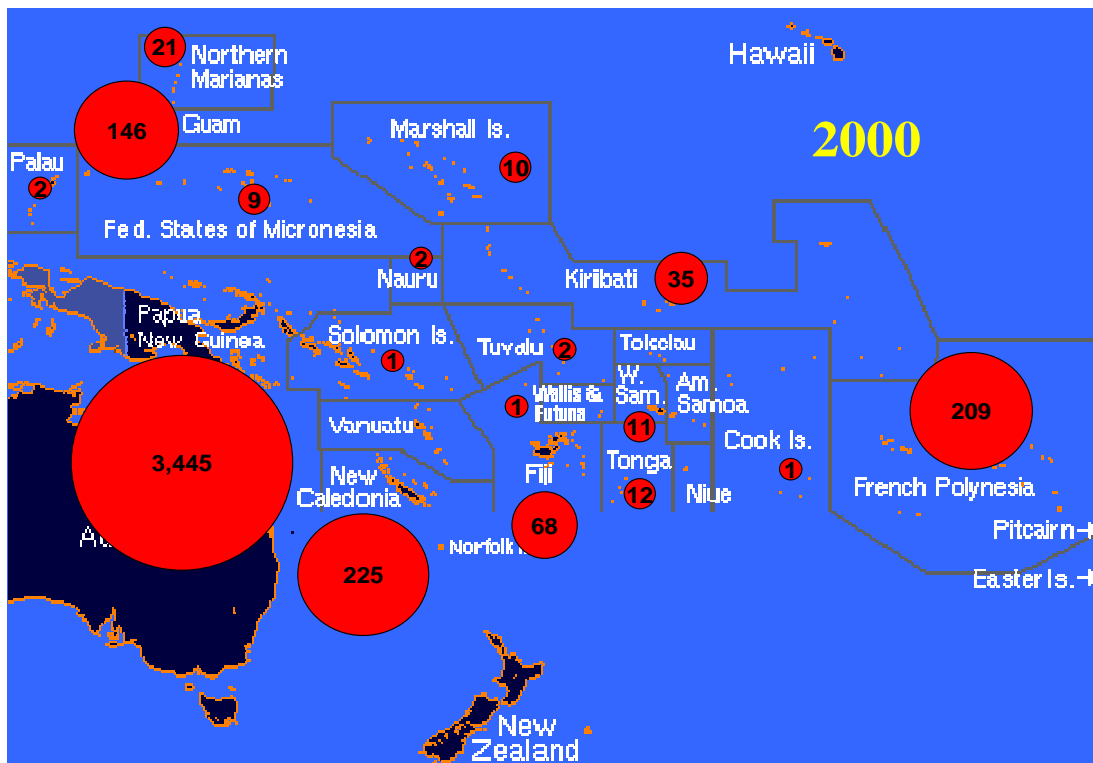 21
Northern
Marianas
Hawaii
146
Guam
Marshall Is.
2000
Palau
2
10
9
Fed. States of Micronesia
2
Nauru
Kiribati
35
Papua
New Guinea
Solomon Is.
1
Tuvalu
2
Tokelau
W.
Sam.
Am.
Samoa
1
Wallis &
Futuna
209
Vanuatu
11
Cook Is.
3,445
New
Caledonia
Fiji
Tonga
12
Niue
1
French Polynesia
68
Pitcairn
Norfolk
225
Easter Is.
New
Zealand